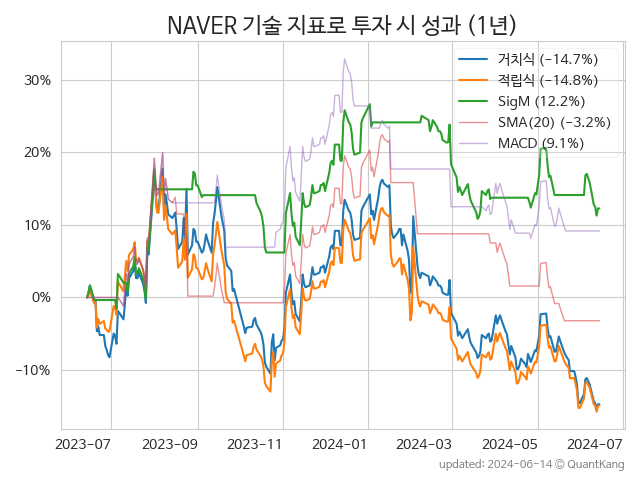 NAVER 기술 지표로 투자 시 성과 (1년)
거치식 (−14.7%)
적립식 (−14.8%)
SigM (12.2%)
SMA(20) (−3.2%)
MACD (9.1%)
30%
20%
10%
0%
−10%
2023−07
2023−09
2023−11
2024−01
2024−03
2024−05
2024−07
updated: 2024−06−14 © QuantKang